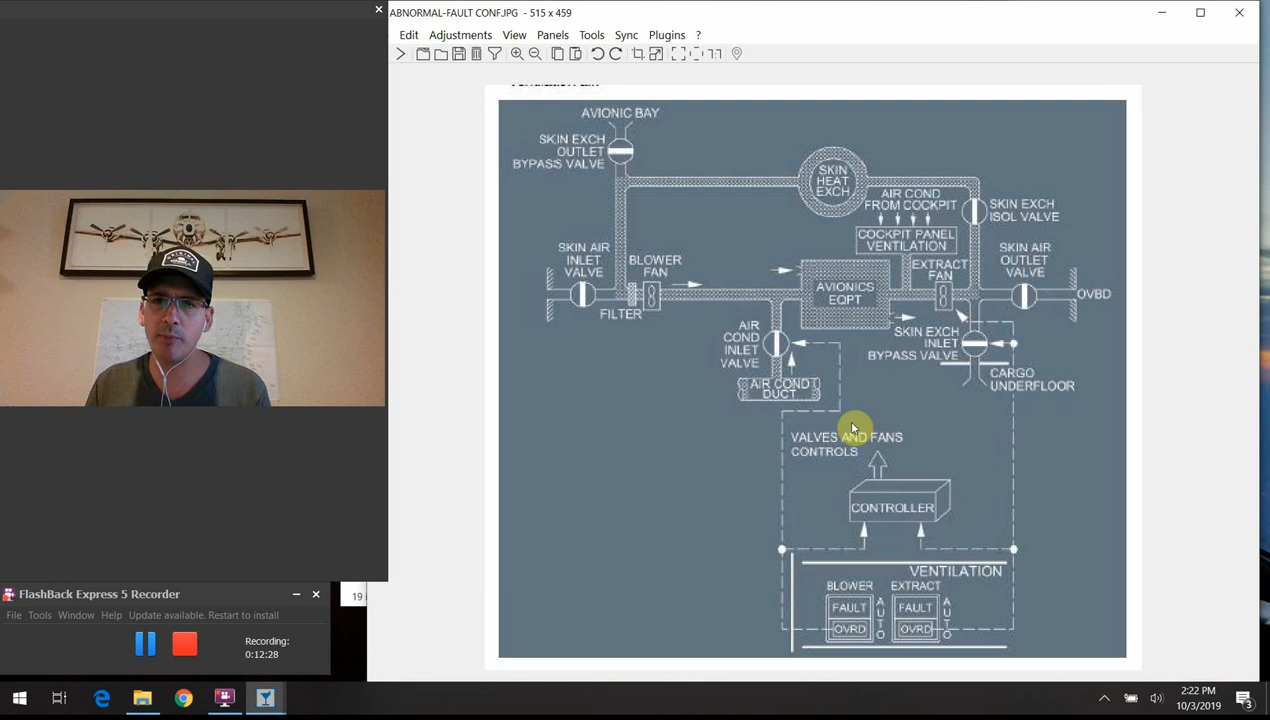 ABNORMAL-FAULT CONF.JPG - 515 x 459
Edit Adjustments View Panels Tools Sync Plugins ?
AVIONIC BAY
SKIN EXCH
OUTLET
BYPASS VALVE
SKIN
HEAT
EXCH
AIR COND
FROM COCKPIT
SKIN EXCH
ISOL VALVE
COCKPIT PANEL
VENTILATION
SKIN AIR
INLET
VALVE
BLOWER
FAN
EXTRACT
FAN
SKIN AIR
OUTLET
VALVE
AVIONICS
EQPT
OVBD
FILTER
AIR
COND
INLET
VALVE
SKIN EXCH
INLET
BYPASS VALVE
AIR COND
DUCT
CARGO
UNDERFLOOR
VALVES AND FANS
CONTROLS
CONTROLLER
VENTILATION
BLOWER EXTRACT
FAULT FAULT
OVRD OVRD
AUTO AUTO
FlashBack Express 5 Recorder
File Tools Window Help Update available. Restart to install
Recording:
0:12:28
19
2:22 PM
10/3/2019
3